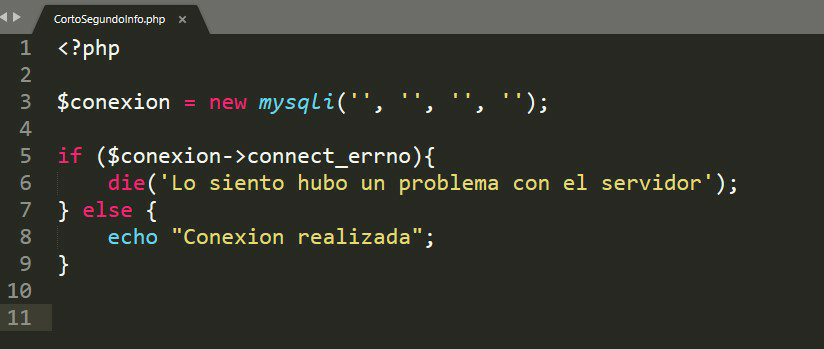 CortoSegundoInfo.php ×
1 <?php
2
3 $conexion = new mysqli('', '', '', '');
4
5 if ($conexion->connect_errno){
6     die('Lo siento hubo un problema con el servidor');
7 } else {
8     echo "Conexion realizada";
9 }
10
11